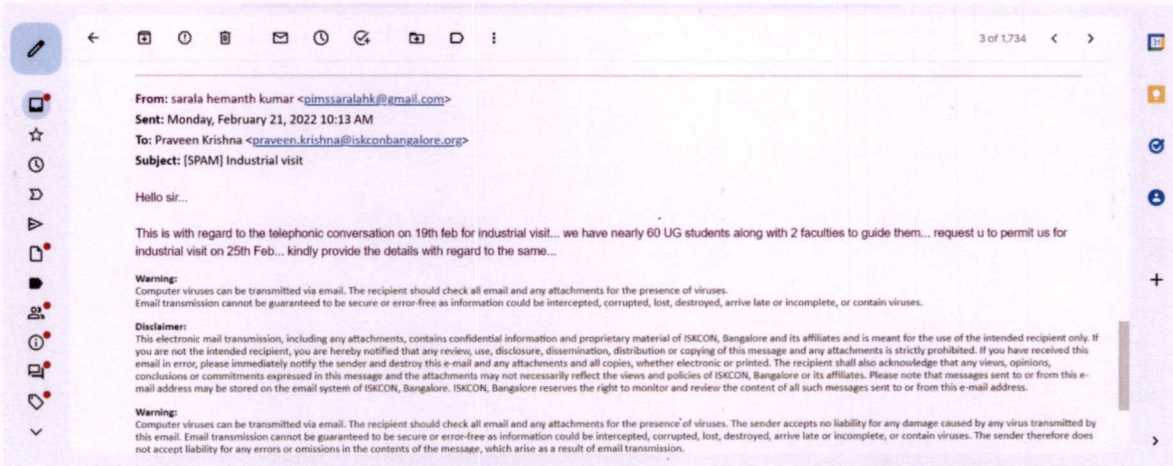 3 of 1,734
31
From: sarala hemanth kumar <pimssaralahk@gmail.com>
Sent: Monday, February 21, 2022 10:13 AM
To: Praveen Krishna <praveen.krishna@iskconbangalore.org>
Subject: [SPAM] Industrial visit
Hello sir...
This is with regard to the telephonic conversation on 19th feb for industrial visit... we have nearly 60 UG students along with 2 faculties to guide them... request u to permit us for
industrial visit on 25th Feb... kindly provide the details with regard to the same...
Warning:
Computer viruses can be transmitted via email. The recipient should check all email and any attachments for the presence of viruses.
Email transmission cannot be guaranteed to be secure or error-free as information could be intercepted, corrupted, lost, destroyed, arrive late or incomplete, or contain viruses.
Disclaimer:
This electronic mail transmission, including any attachments, contains confidential information and proprietary material of ISKCON, Bangalore and its affiliates and is meant for the use of the intended recipient only. If
you are not the intended recipient, you are hereby notified that any review, use, disclosure, dissemination, distribution or copying of this message and any attachments is strictly prohibited. If you have received this
email in error, please immediately notify the sender and destroy this e-mail and any attachments and all copies, whether electronic or printed. The recipient shall also acknowledge that any views, opinions,
conclusions or commitments expressed in this message and the attachments may not necessarily reflect the views and policies of ISKCON, Bangalore or its affiliates. Please note that messages sent to or from this e-
mail address may be stored on the email system of ISKCON, Bangalore. ISKCON, Bangalore reserves the right to monitor and review the content of all such messages sent to or from this e-mail address.
Warning:
Computer viruses can be transmitted via email. The recipient should check all email and any attachments for the presence of viruses. The sender accepts no liability for any damage caused by any virus transmitted by
this email. Email transmission cannot be guaranteed to be secure or error-free as information could be intercepted, corrupted, lost, destroyed, arrive late or incomplete, or contain viruses. The sender therefore does
not accept liability for any errors or omissions in the contents of the message, which arise as a result of email transmission.